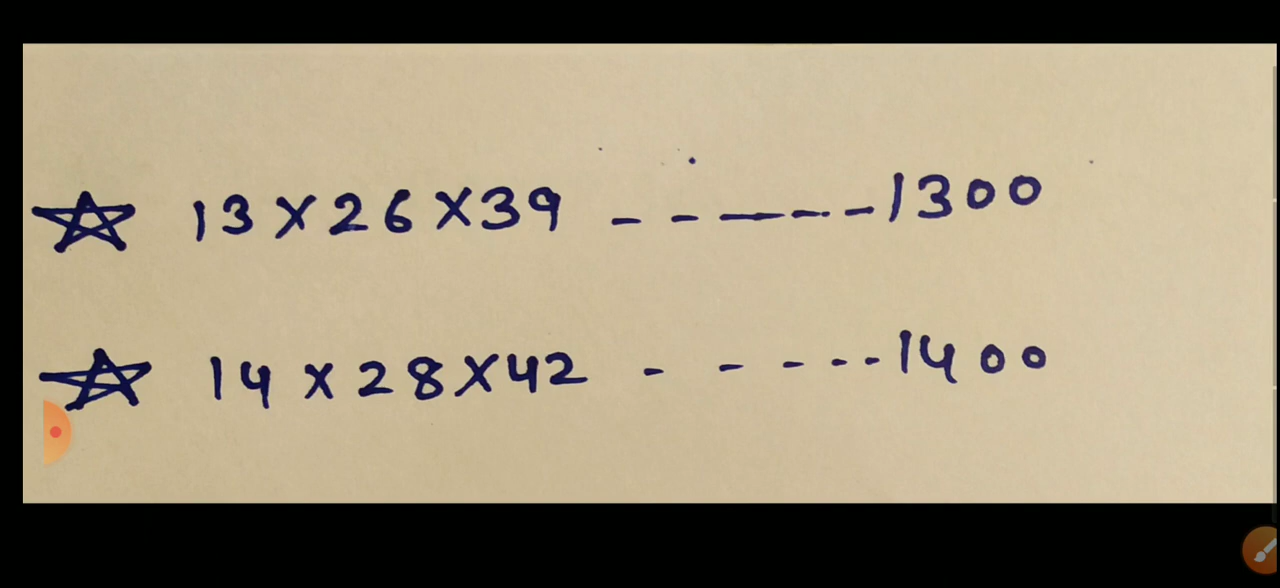 ☆ 13 X 26 X 39 - - - - - 1300
☆ 14 X 28 X 42 - - - - - 1400